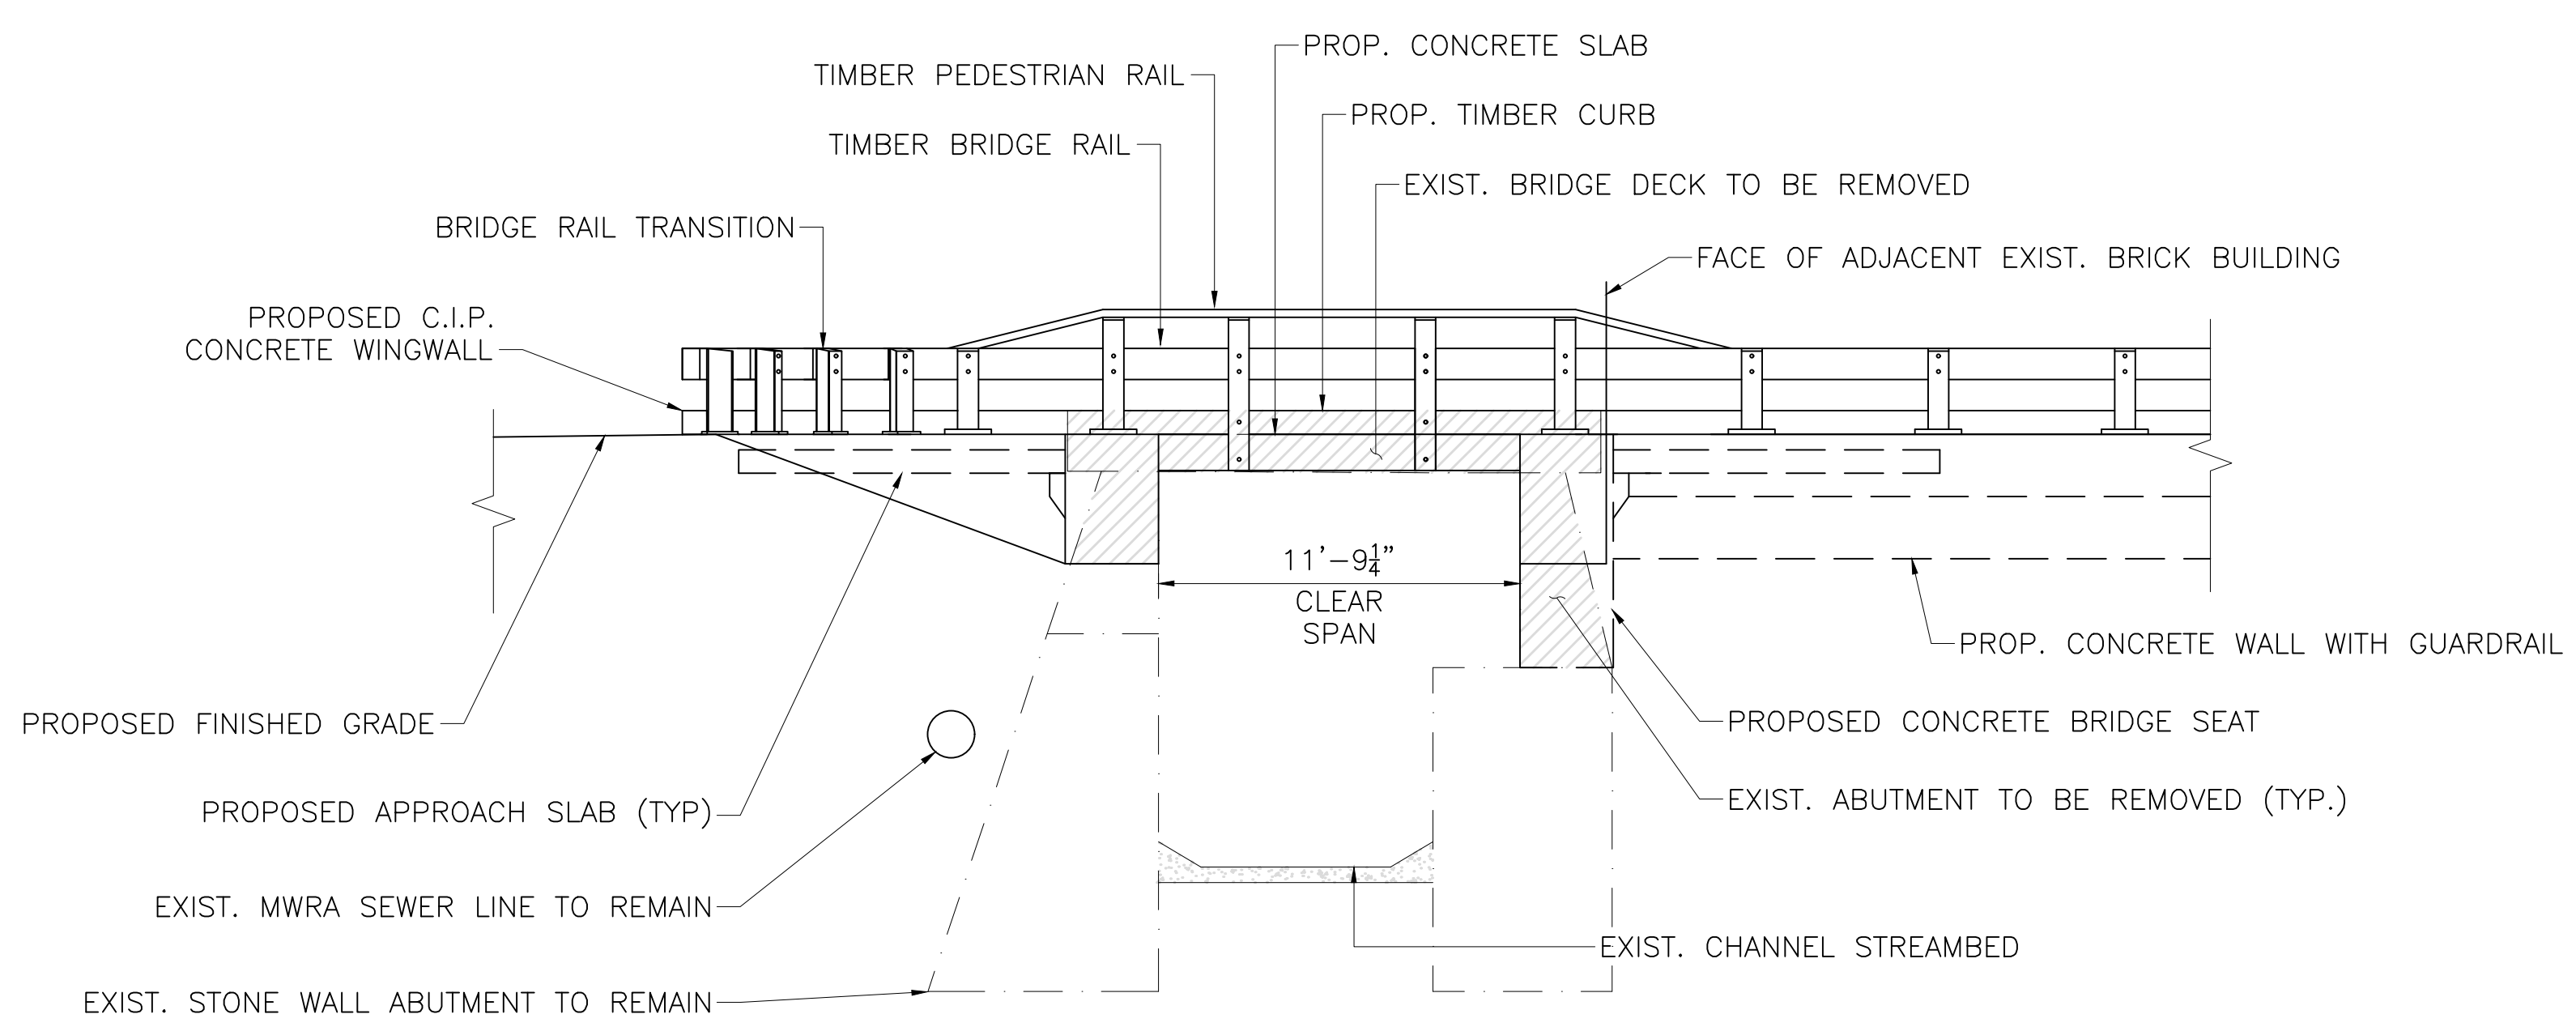 PROP. CONCRETE SLAB
TIMBER PEDESTRIAN RAIL
PROP. TIMBER CURB
TIMBER BRIDGE RAIL
EXIST. BRIDGE DECK TO BE REMOVED
BRIDGE RAIL TRANSITION
FACE OF ADJACENT EXIST. BRICK BUILDING
PROPOSED C.I.P.
CONCRETE WINGWALL
11'-9¼"
CLEAR
SPAN
PROP. CONCRETE WALL WITH GUARDRAIL
PROPOSED FINISHED GRADE
PROPOSED CONCRETE BRIDGE SEAT
EXIST. ABUTMENT TO BE REMOVED (TYP.)
PROPOSED APPROACH SLAB (TYP)
EXIST. MWRA SEWER LINE TO REMAIN
EXIST. CHANNEL STREAMBED
EXIST. STONE WALL ABUTMENT TO REMAIN